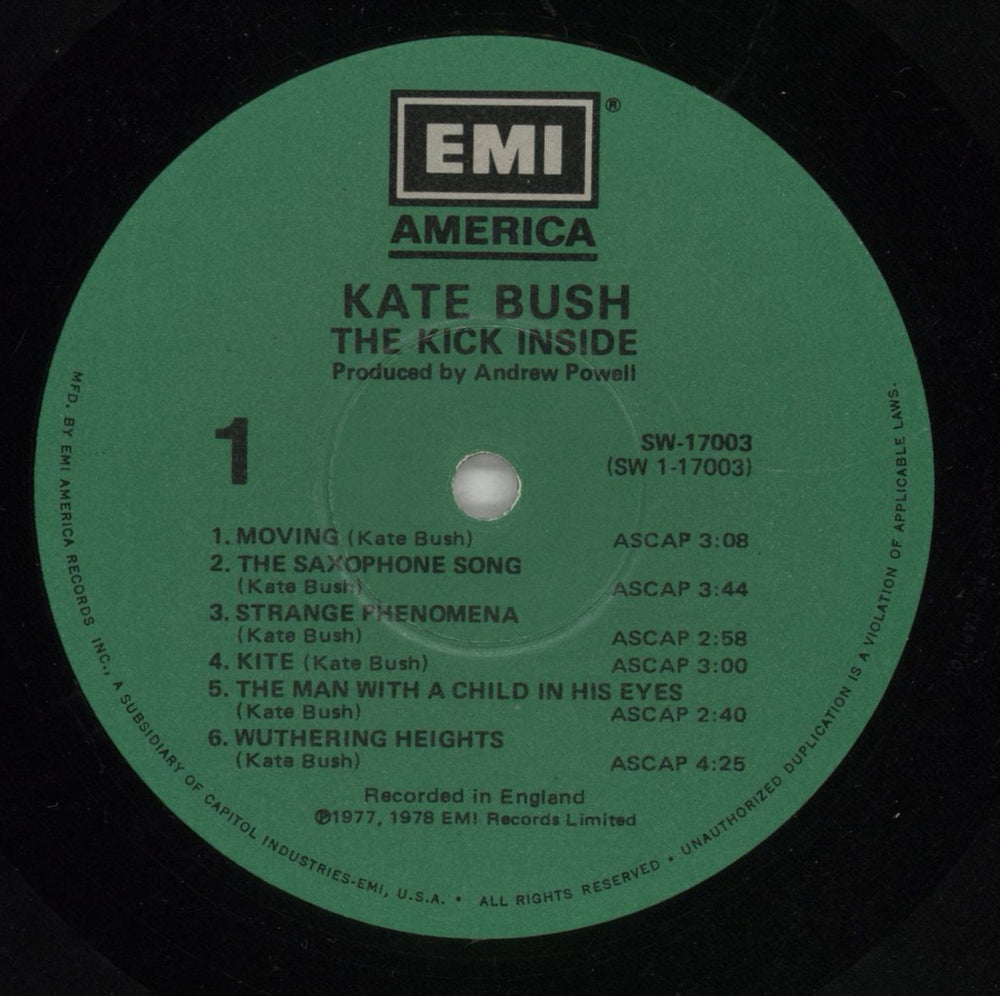 EMI ®
AMERICA
KATE BUSH
THE KICK INSIDE
Produced by Andrew Powell
1
SW-17003
(SW 1-17003)
1. MOVING (Kate Bush) ASCAP 3:08
2. THE SAXOPHONE SONG
(Kate Bush) ASCAP 3:44
3. STRANGE PHENOMENA
(Kate Bush) ASCAP 2:58
4. KITE (Kate Bush) ASCAP 3:00
5. THE MAN WITH A CHILD IN HIS EYES
(Kate Bush) ASCAP 2:40
6. WUTHERING HEIGHTS
(Kate Bush) ASCAP 4:25
Recorded in England
℗1977, 1978 EMI Records Limited
MFD. BY EMI AMERICA RECORDS INC., A SUBSIDIARY OF CAPITOL INDUSTRIES-EMI, U.S.A. • ALL RIGHTS RESERVED • UNAUTHORIZED DUPLICATION IS A VIOLATION OF APPLICABLE LAWS.